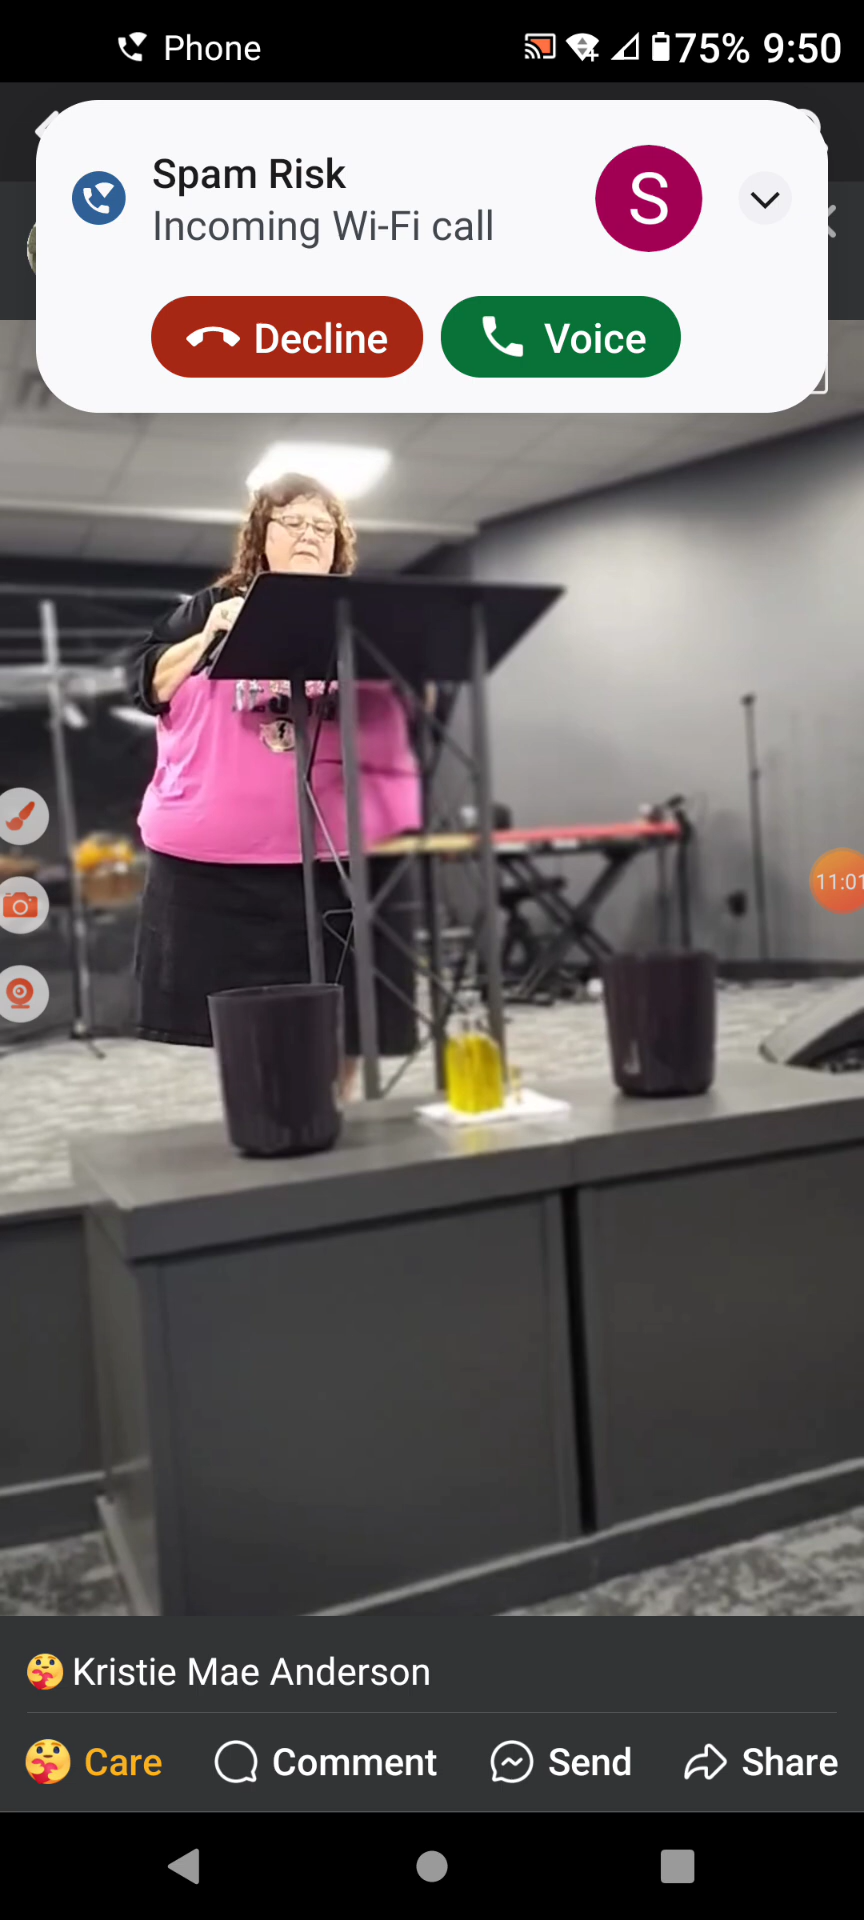 Phone
75% 9:50
Spam Risk
Incoming Wi-Fi call
S
Decline
Voice
11:01
Kristie Mae Anderson
Care
Comment
Send
Share